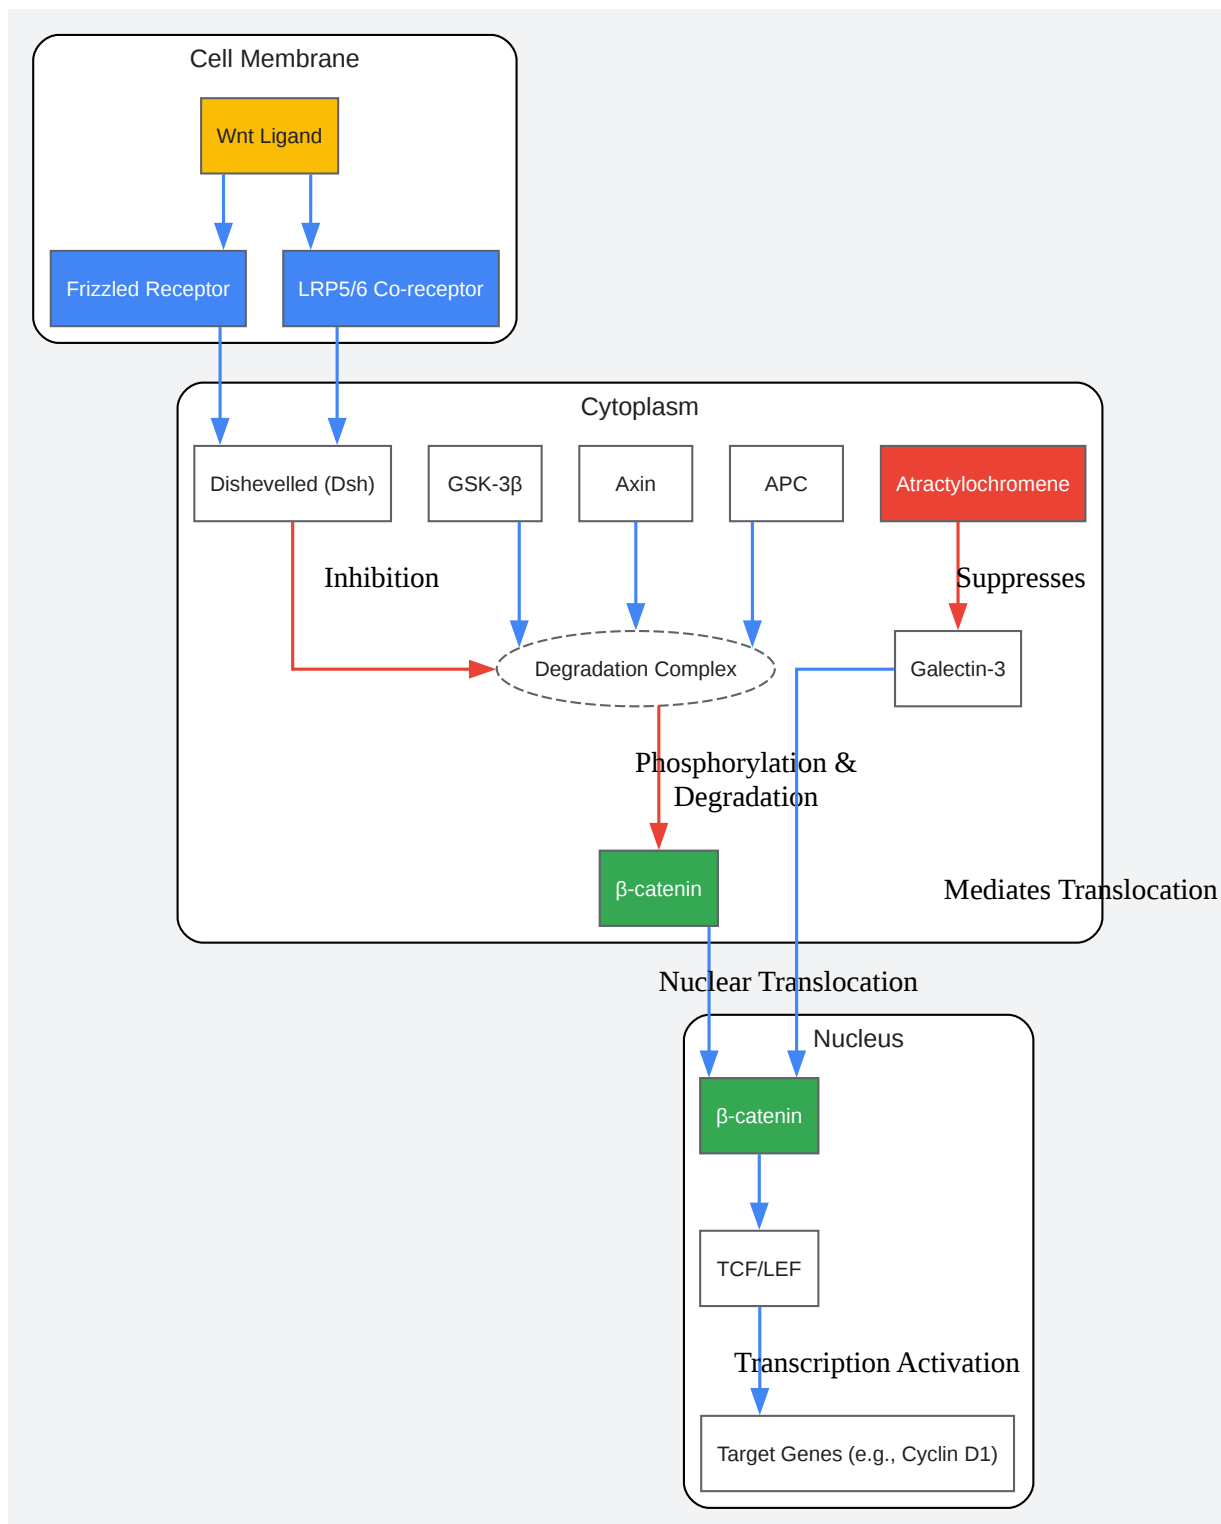 Cell Membrane
Wnt Ligand
Frizzled Receptor
LRP5/6 Co-receptor
Cytoplasm
Dishevelled (Dsh)
GSK-3β
Axin
APC
Atractylochromene
Inhibition
Suppresses
Degradation Complex
Galectin-3
Phosphorylation &
Degradation
β-catenin
Mediates Translocation
Nuclear Translocation
Nucleus
β-catenin
TCF/LEF
Transcription Activation
Target Genes (e.g., Cyclin D1)